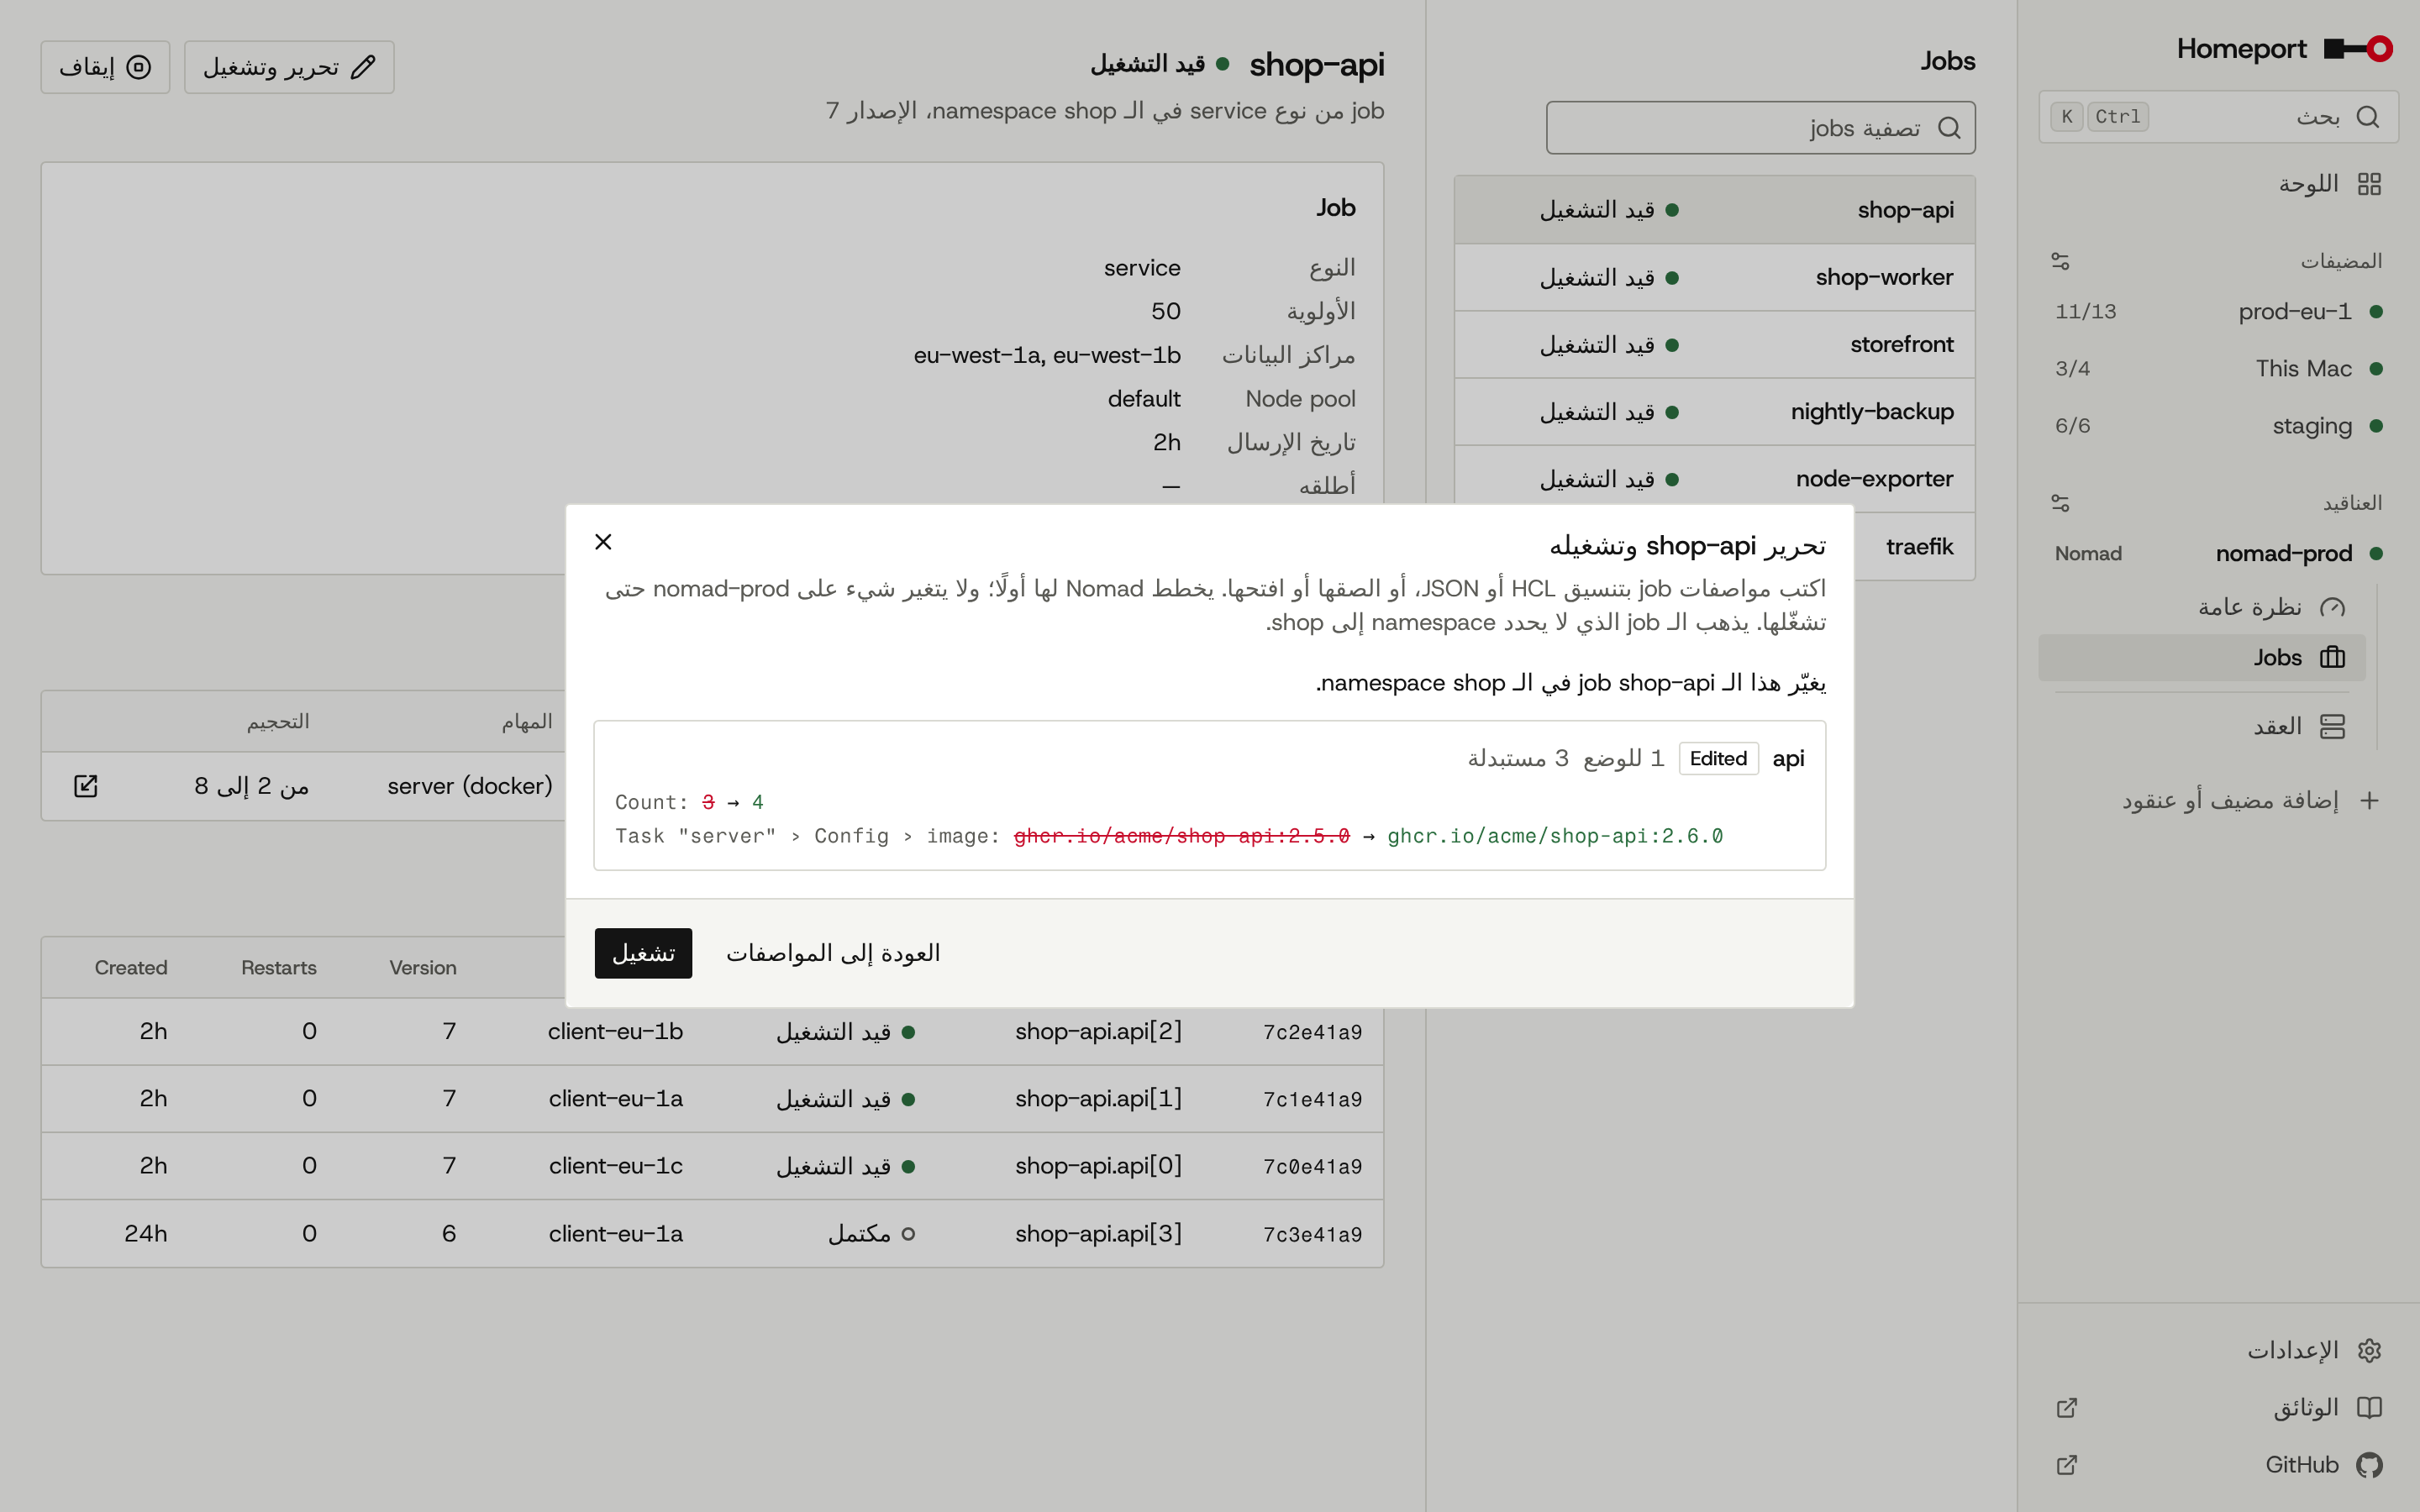 Homeport
بحث
Ctrl K
اللوحة
المضيفات
prod-eu-1 11/13
This Mac 3/4
staging 6/6
العناقيد
nomad-prod Nomad
نظرة عامة
Jobs
العقد
إضافة مضيف أو عنقود
الإعدادات
الوثائق
GitHub
Jobs
تصفية jobs
shop-api قيد التشغيل
shop-worker قيد التشغيل
storefront قيد التشغيل
nightly-backup قيد التشغيل
node-exporter قيد التشغيل
traefik
shop-api قيد التشغيل
تحرير وتشغيل
إيقاف
job من نوع service في الـ namespace shop، الإصدار 7
Job
النوع service
الأولوية 50
مراكز البيانات eu-west-1a, eu-west-1b
Node pool default
تاريخ الإرسال 2h
أطلقه —
المهام التحجيم
server (docker) من 2 إلى 8
Version Restarts Created
7c2e41a9 shop-api.api[2] قيد التشغيل client-eu-1b 7 0 2h
7c1e41a9 shop-api.api[1] قيد التشغيل client-eu-1a 7 0 2h
7c0e41a9 shop-api.api[0] قيد التشغيل client-eu-1c 7 0 2h
7c3e41a9 shop-api.api[3] مكتمل client-eu-1a 6 0 24h
تحرير shop-api وتشغيله
اكتب مواصفات job بتنسيق HCL أو JSON، أو الصقها أو افتحها. يخطط Nomad لها أولًا؛ ولا يتغير شيء على nomad-prod حتى
تشغّلها. يذهب الـ job الذي لا يحدد namespace إلى shop.
يغيّر هذا الـ job shop-api في الـ namespace shop.
api Edited 1 للوضع 3 مستبدلة
Count: 3 → 4
Task "server" › Config › image: ghcr.io/acme/shop-api:2.5.0 → ghcr.io/acme/shop-api:2.6.0
العودة إلى المواصفات
تشغيل